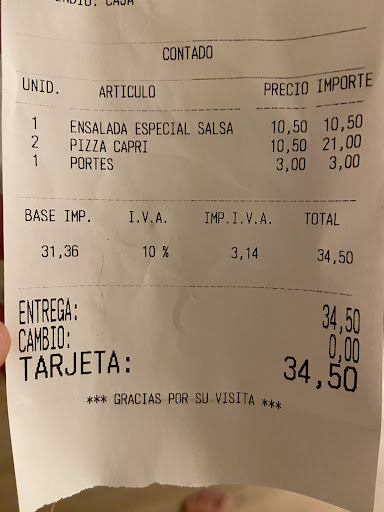 CAJA
CONTADO
UNID. ARTICULO PRECIO IMPORTE
1 ENSALADA ESPECIAL SALSA 10,50 10,50
2 PIZZA CAPRI 10,50 21,00
1 PORTES 3,00 3,00
BASE IMP. I.V.A. IMP.I.V.A. TOTAL
31,36 10 % 3,14 34,50
ENTREGA: 34,50
CAMBIO: 0,00
TARJETA: 34,50
*** GRACIAS POR SU VISITA ***